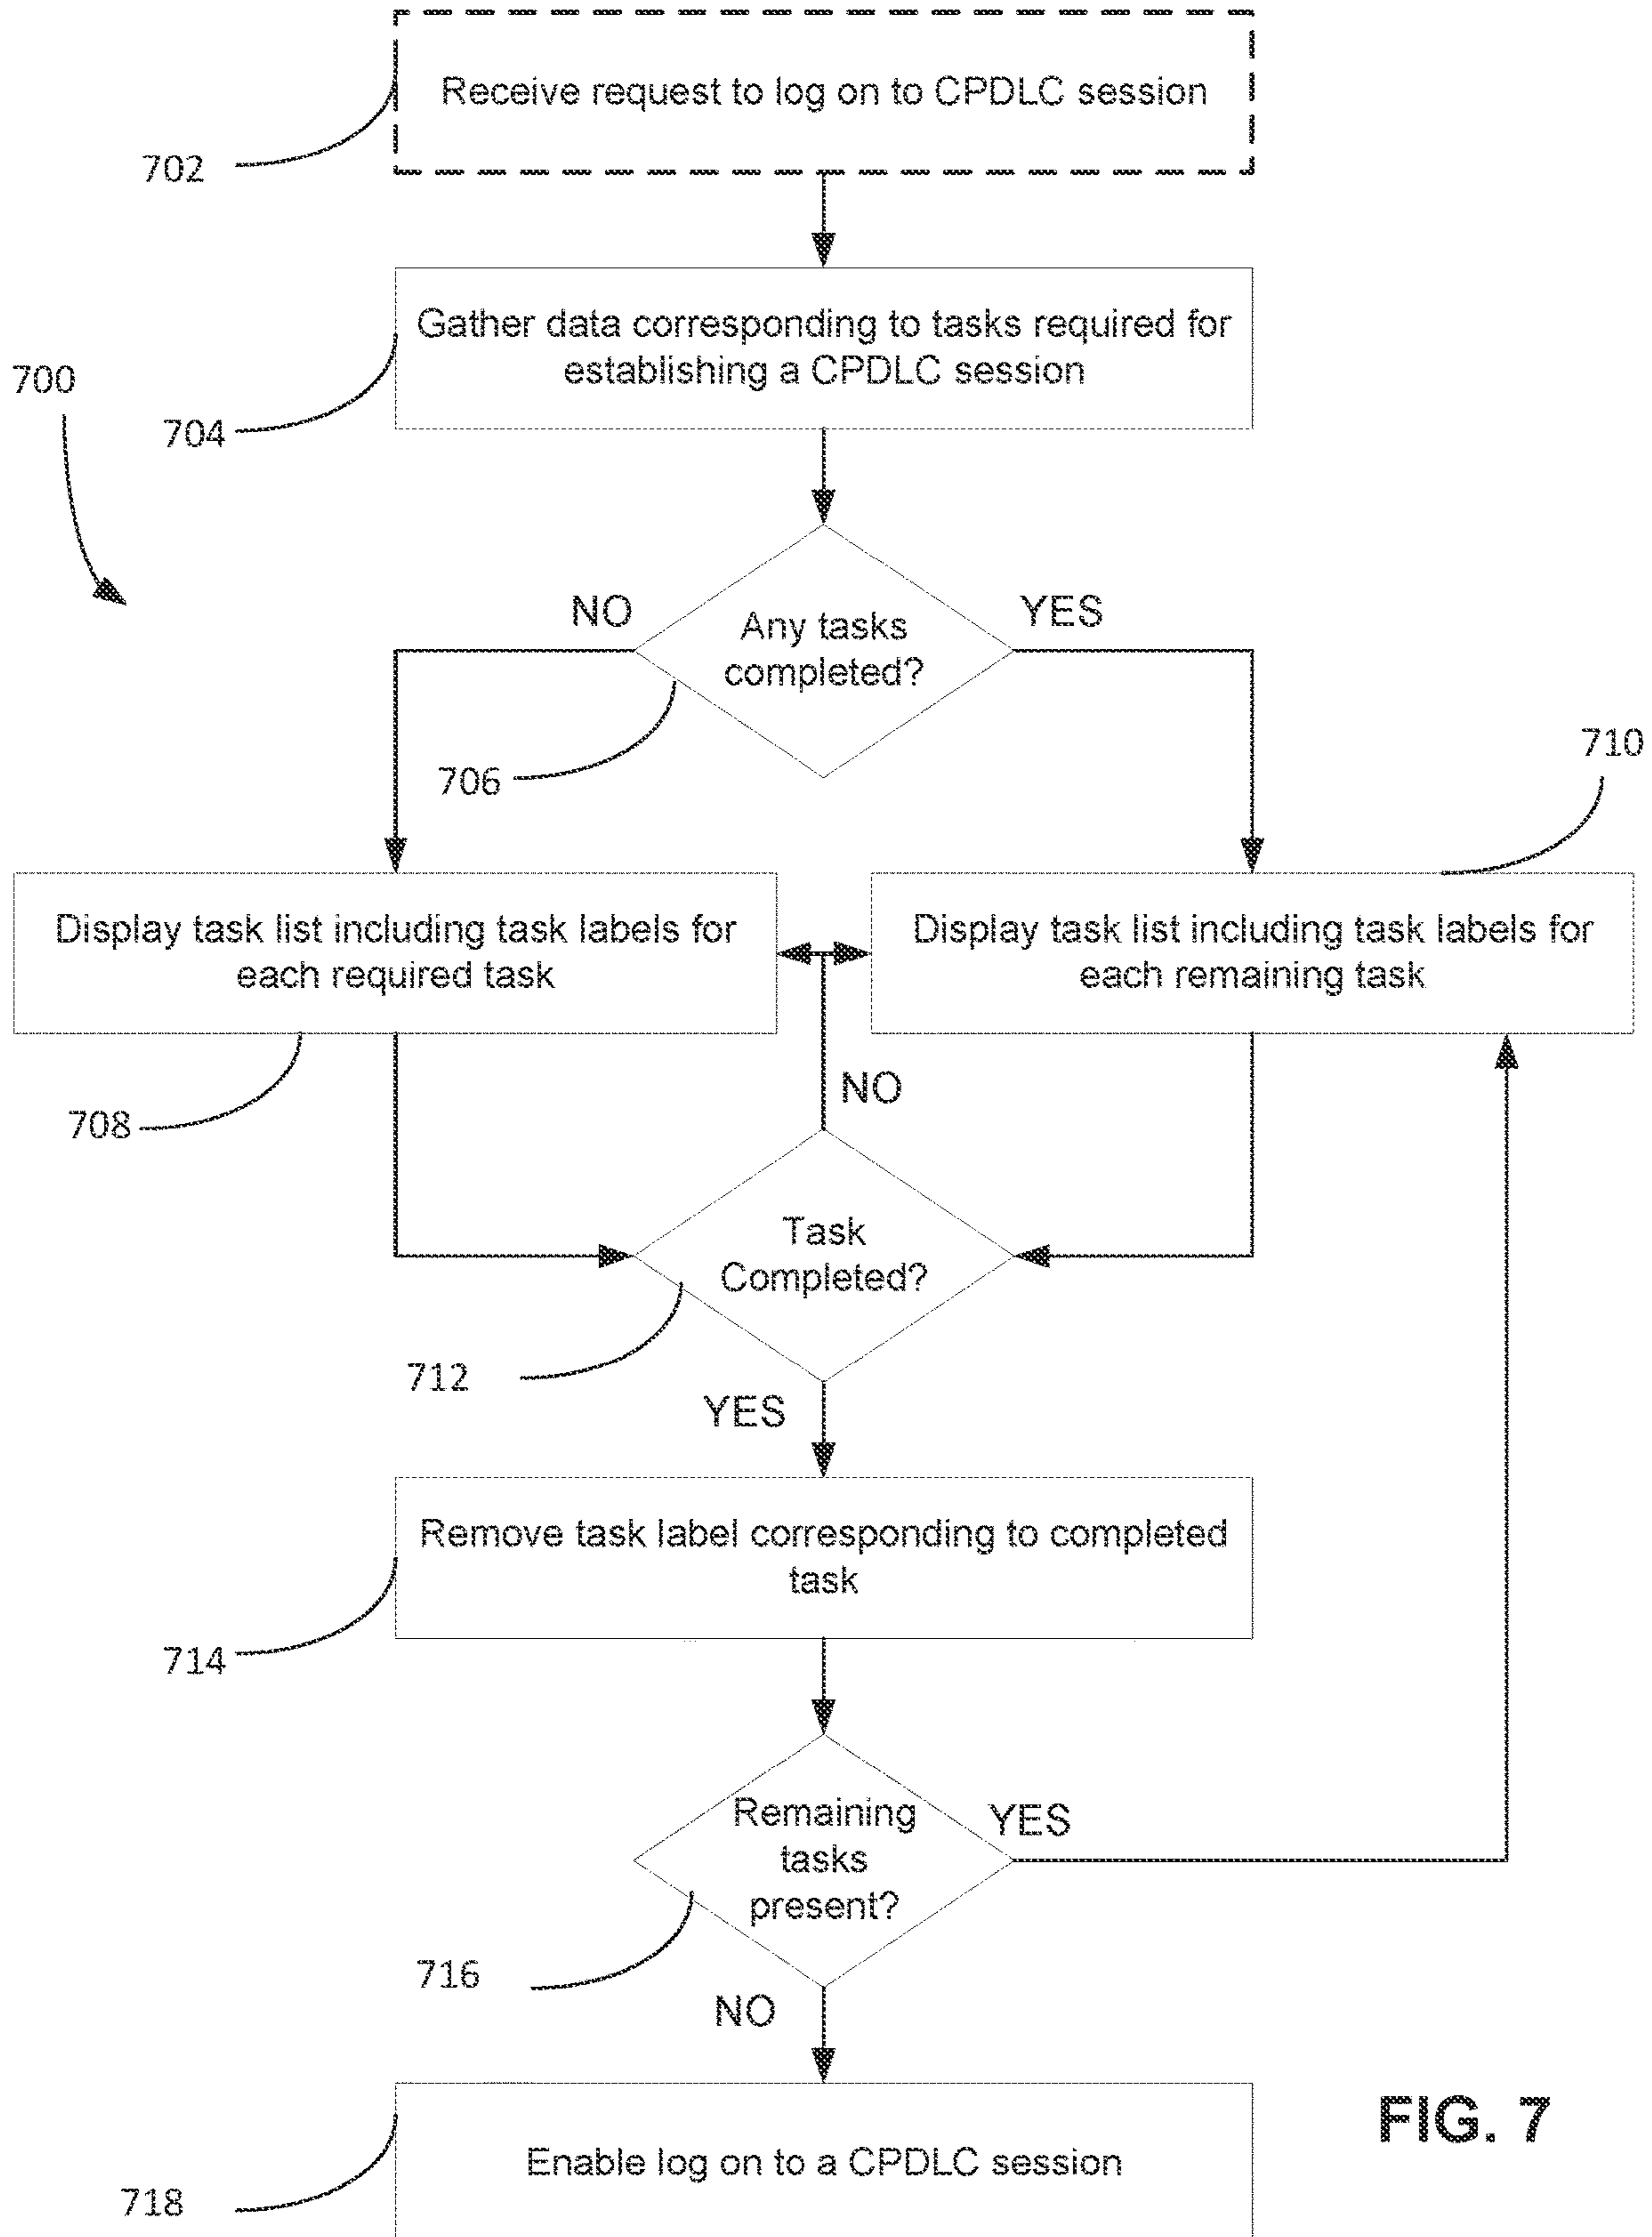 Receive request to log on to CPDLC session
702
Gather data corresponding to tasks required for
establishing a CPDLC session
700
704
NO
YES
Any tasks
completed?
706
710
Display task list including task labels for
each required task
Display task list including task labels for
each remaining task
708
NO
Task
Completed?
712
YES
Remove task label corresponding to completed
task
714
Remaining
tasks
present?
YES
716
NO
FIG. 7
Enable log on to a CPDLC session
718